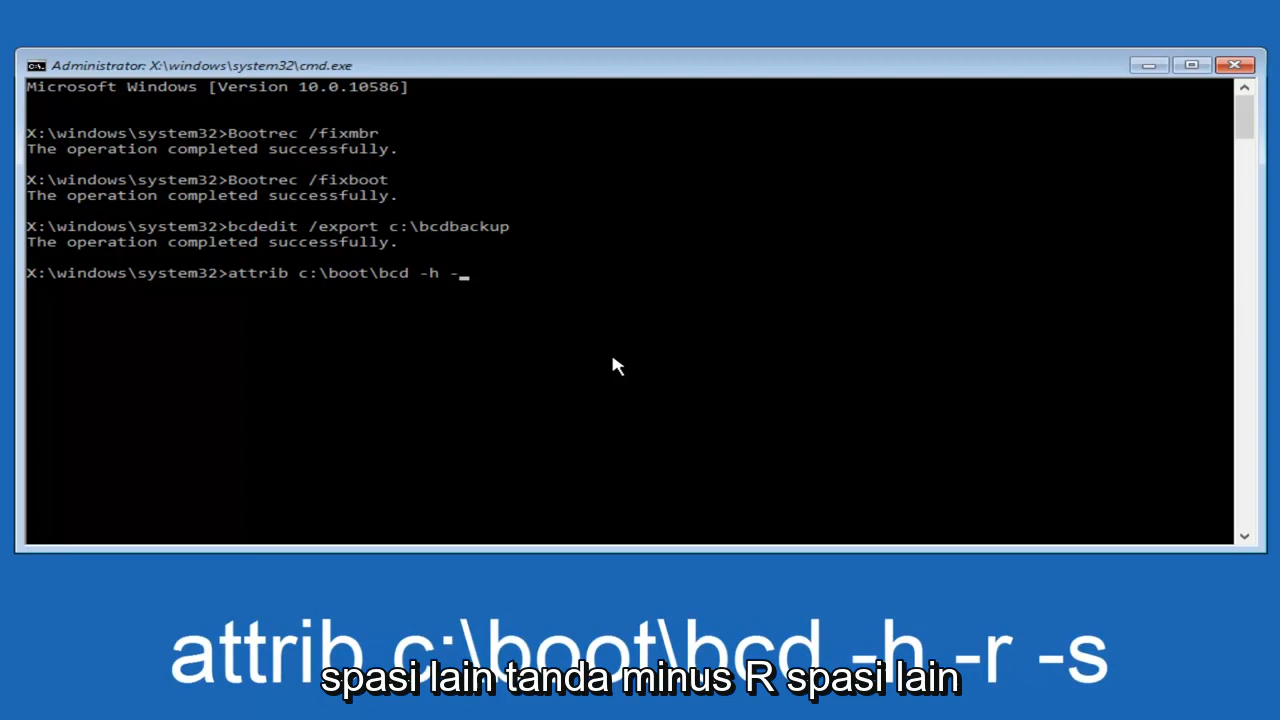 Administrator: X:\windows\system32\cmd.exe
Microsoft Windows [Version 10.0.10586]
X:\windows\system32>Bootrec /fixmbr
The operation completed successfully.
X:\windows\system32>Bootrec /fixboot
The operation completed successfully.
X:\windows\system32>bcdedit /export c:\bcdbackup
The operation completed successfully.
X:\windows\system32>attrib c:\boot\bcd -h -_
attrib c:\boot\bcd -h -r -s
spasi lain tanda minus R spasi lain